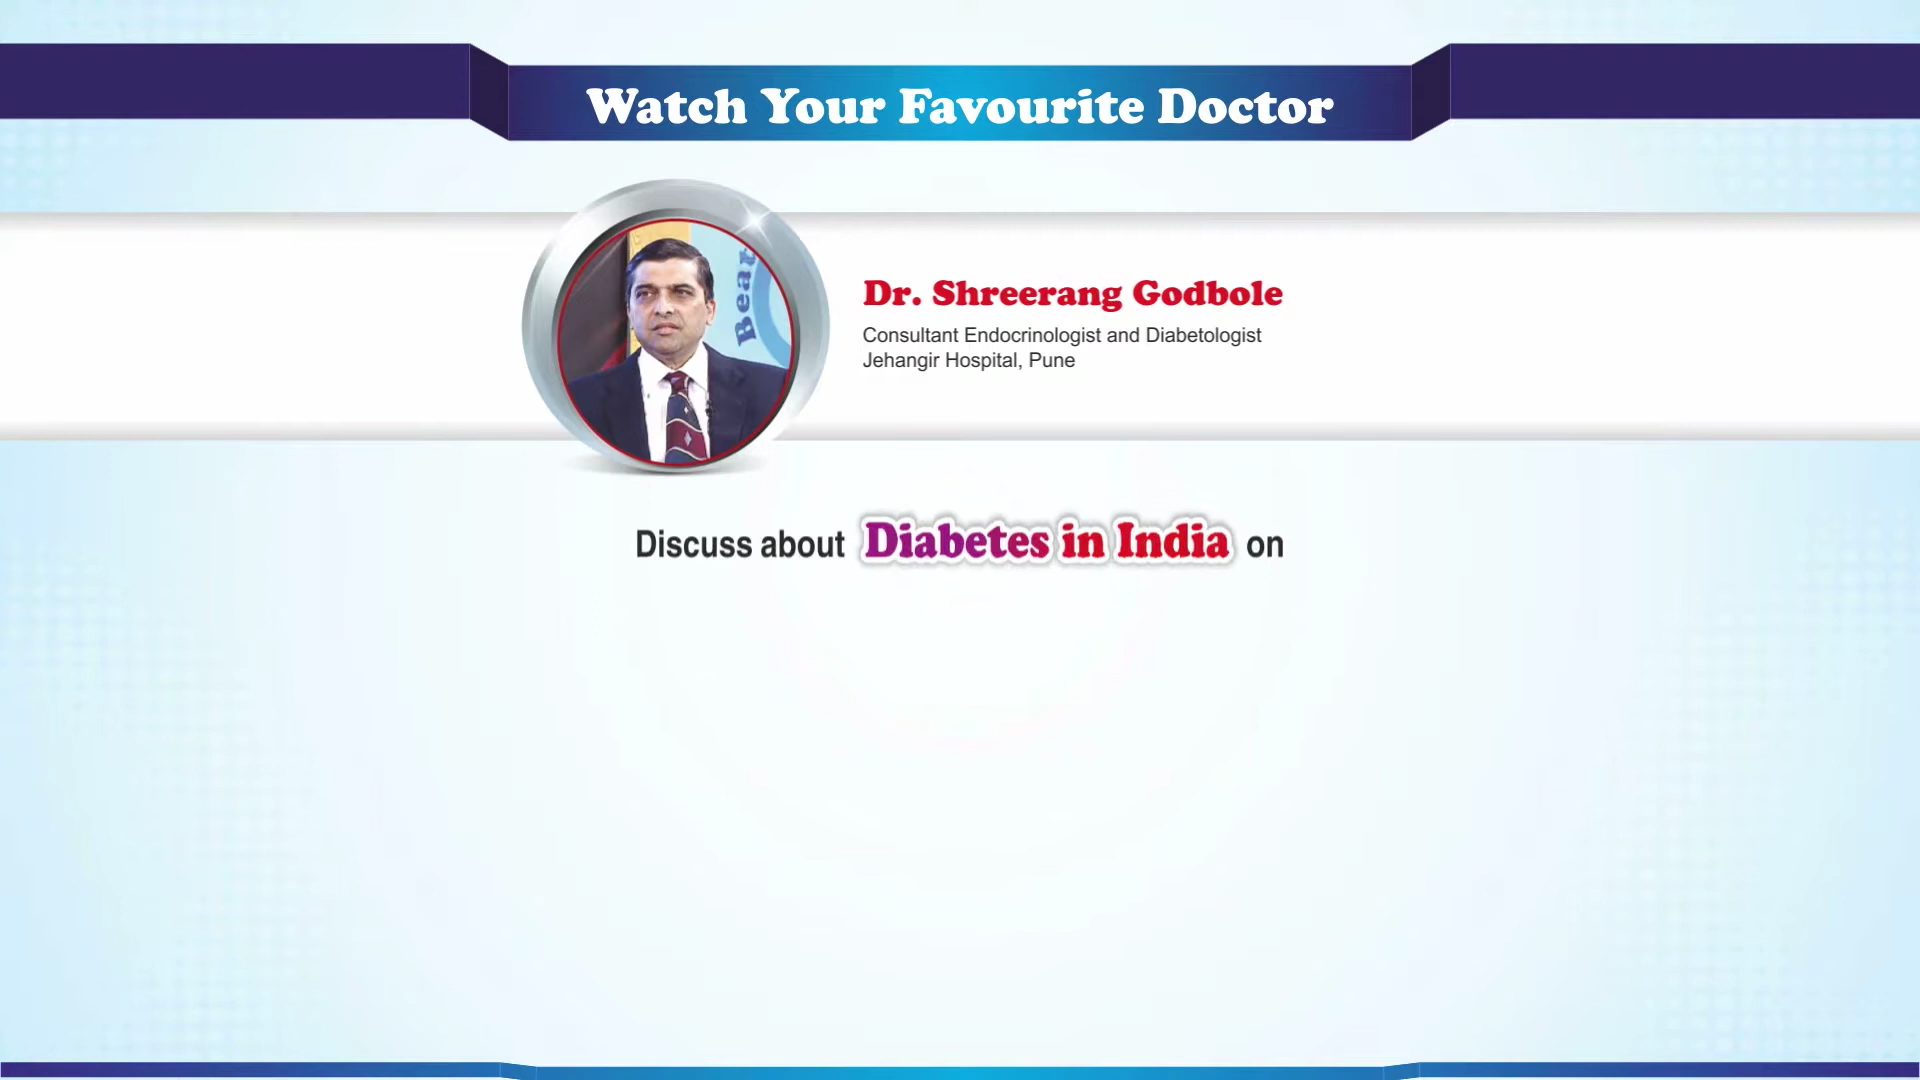 Watch Your Favourite Doctor
Beat
Dr. Shreerang Godbole
Consultant Endocrinologist and Diabetologist
Jehangir Hospital, Pune
Discuss about Diabetes in India on